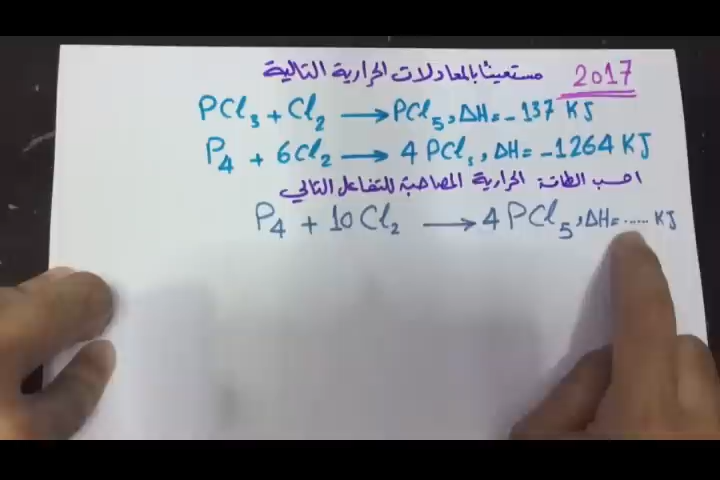 2017 مستعينًا بالمعادلات الحرارية التالية
PCl₃ + Cl₂ ⟶ PCl₅, ΔH = - 137 KJ
P₄ + 6Cl₂ ⟶ 4 PCl₃, ΔH = -1264 KJ
احسب الطاقة الحرارية المصاحبة للتفاعل التالي
P₄ + 10Cl₂ ⟶ 4 PCl₅, ΔH = ..... KJ